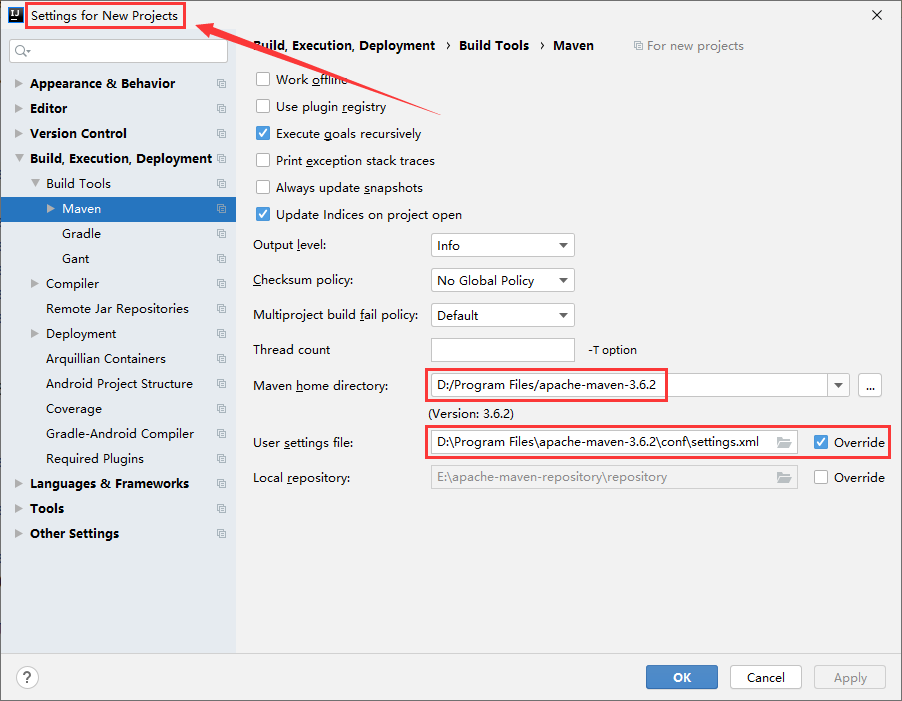 IJ Settings for New Projects
Build, Execution, Deployment › Build Tools › Maven For new projects
Appearance & Behavior
Editor
Version Control
Build, Execution, Deployment
Build Tools
Maven
Gradle
Gant
Compiler
Remote Jar Repositories
Deployment
Arquillian Containers
Android Project Structure
Coverage
Gradle-Android Compiler
Required Plugins
Languages & Frameworks
Tools
Other Settings
Work offline
Use plugin registry
Execute goals recursively
Print exception stack traces
Always update snapshots
Update Indices on project open
Output level: Info
Checksum policy: No Global Policy
Multiproject build fail policy: Default
Thread count -T option
Maven home directory: D:/Program Files/apache-maven-3.6.2 ...
(Version: 3.6.2)
User settings file: D:\Program Files\apache-maven-3.6.2\conf\settings.xml Override
Local repository: E:\apache-maven-repository\repository Override
? OK Cancel Apply